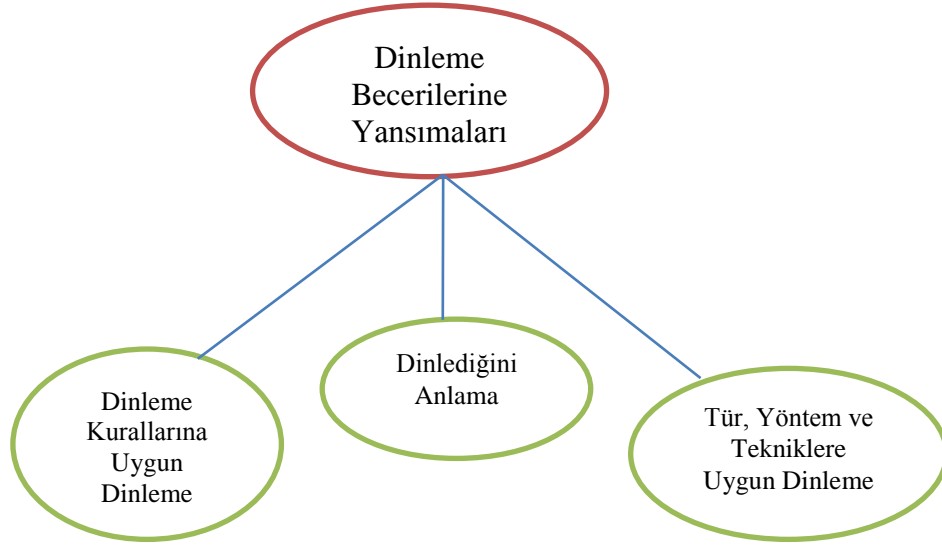 Dinleme
Becerilerine
Yansımaları
Dinleme
Kurallarına
Uygun
Dinleme
Dinlediğini
Anlama
Tür, Yöntem ve
Tekniklere
Uygun Dinleme